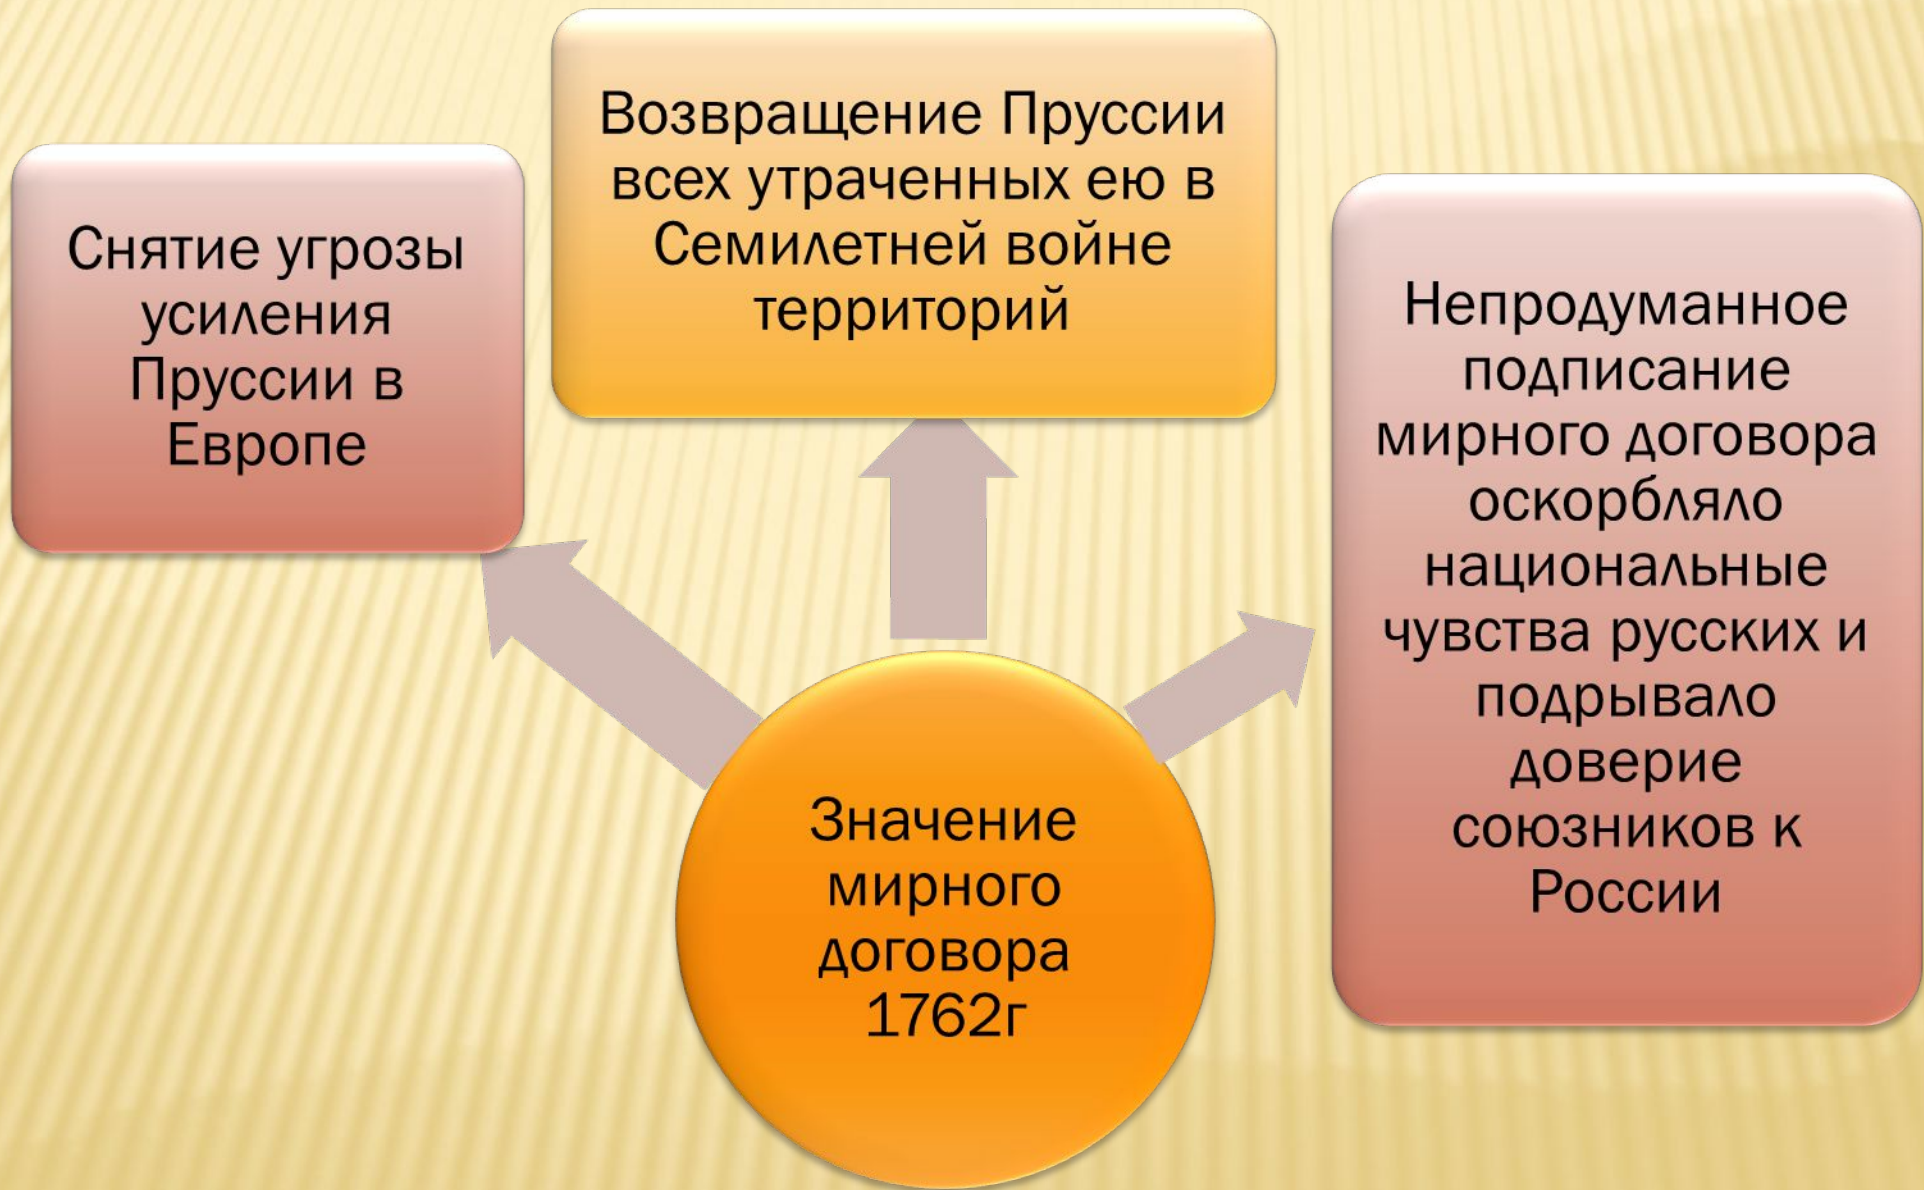 Снятие угрозы
усиления
Пруссии в
Европе
Возвращение Пруссии
всех утраченных ею в
Семилетней войне
территорий
Непродуманное
подписание
мирного договора
оскорбляло
национальные
чувства русских и
подрывало
доверие
союзников к
России
Значение
мирного
договора
1762г